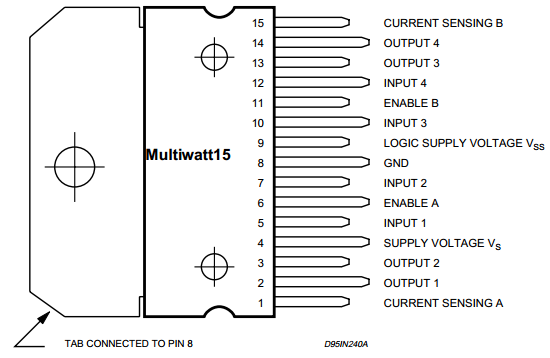 15 CURRENT SENSING B
14 OUTPUT 4
13 OUTPUT 3
12 INPUT 4
11 ENABLE B
10 INPUT 3
9 LOGIC SUPPLY VOLTAGE VSS
8 GND
Multiwatt15
7 INPUT 2
6 ENABLE A
5 INPUT 1
4 SUPPLY VOLTAGE VS
3 OUTPUT 2
2 OUTPUT 1
1 CURRENT SENSING A
TAB CONNECTED TO PIN 8
D95IN240A